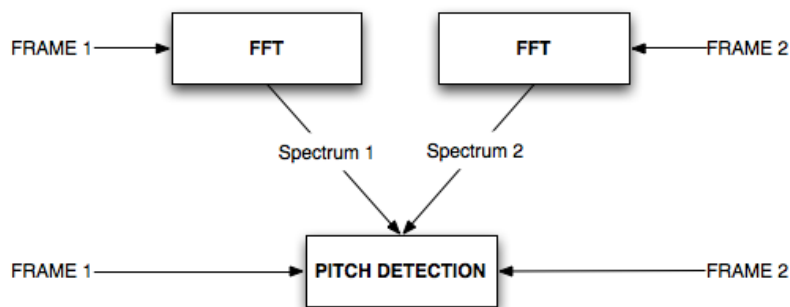 FRAME 1
FFT
FFT
FRAME 2
Spectrum 1
Spectrum 2
FRAME 1
PITCH DETECTION
FRAME 2